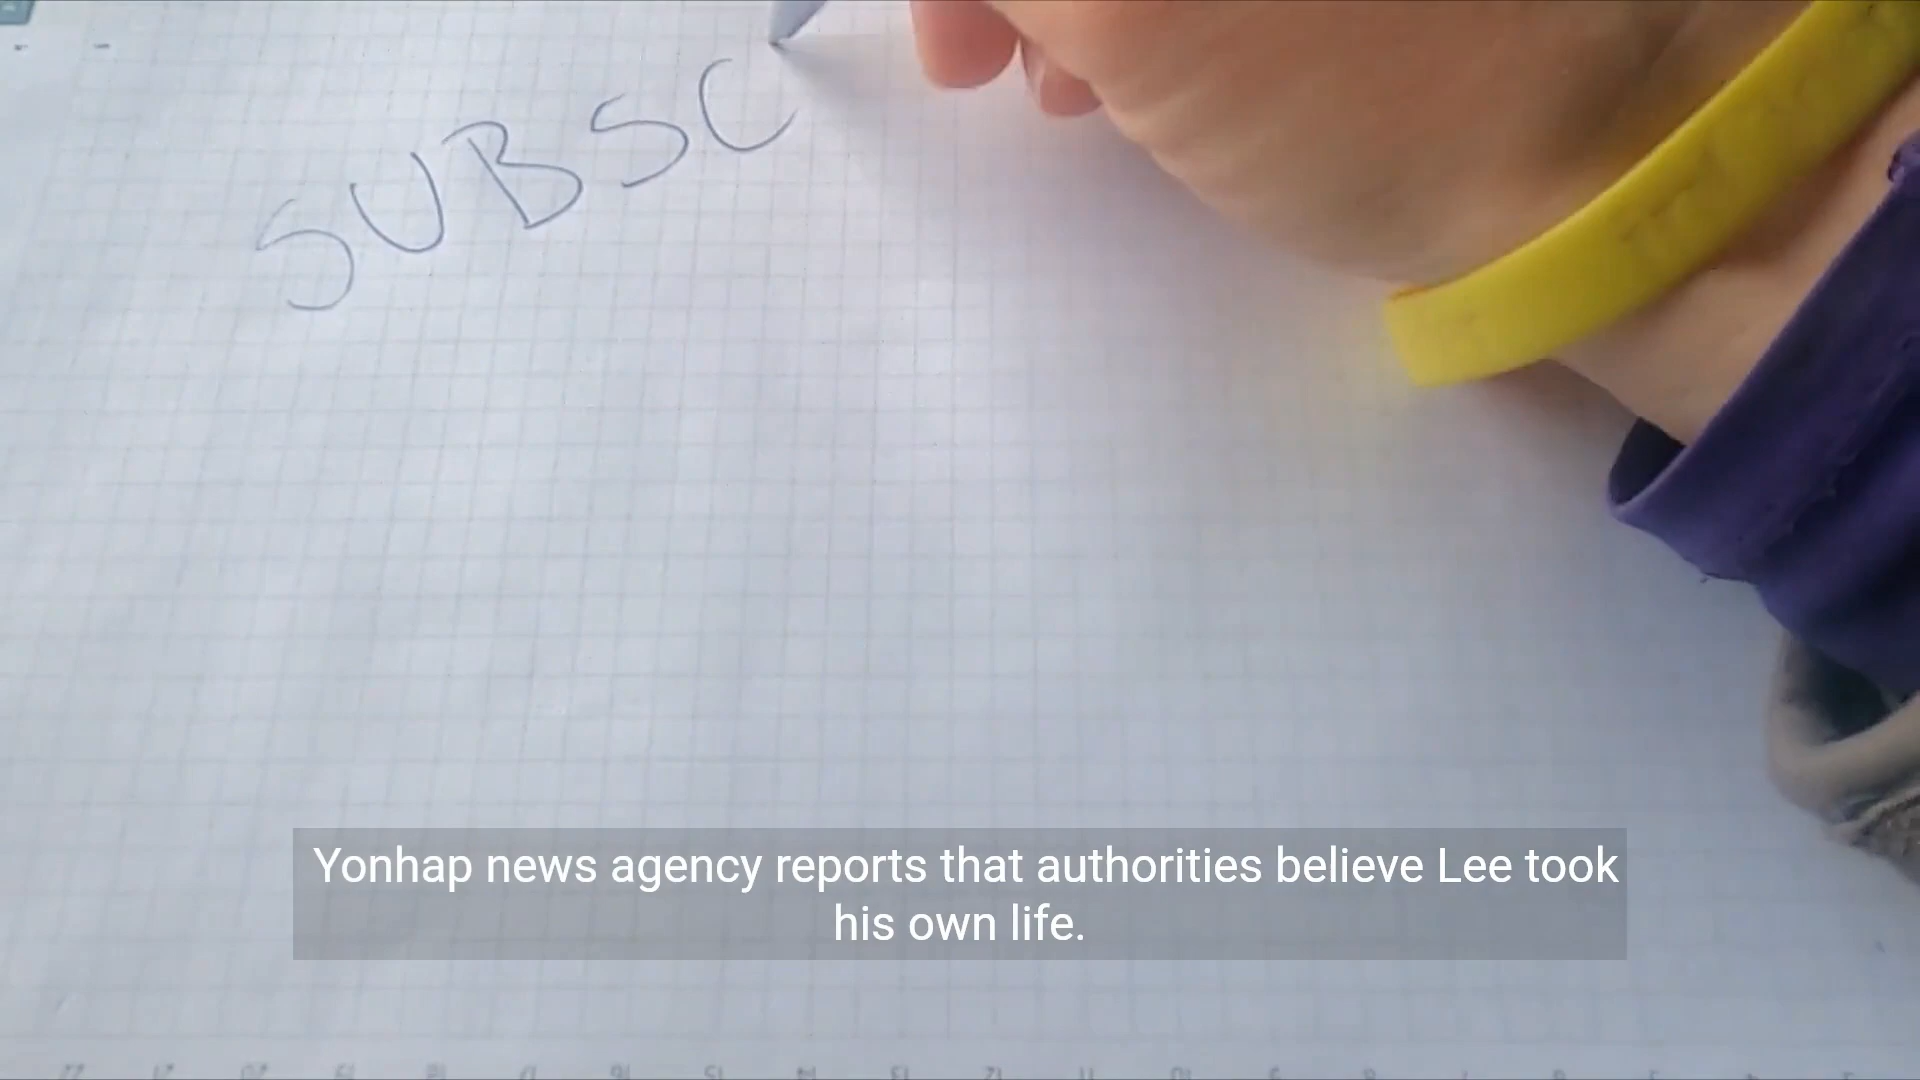 SUBSC
Yonhap news agency reports that authorities believe Lee took
his own life.